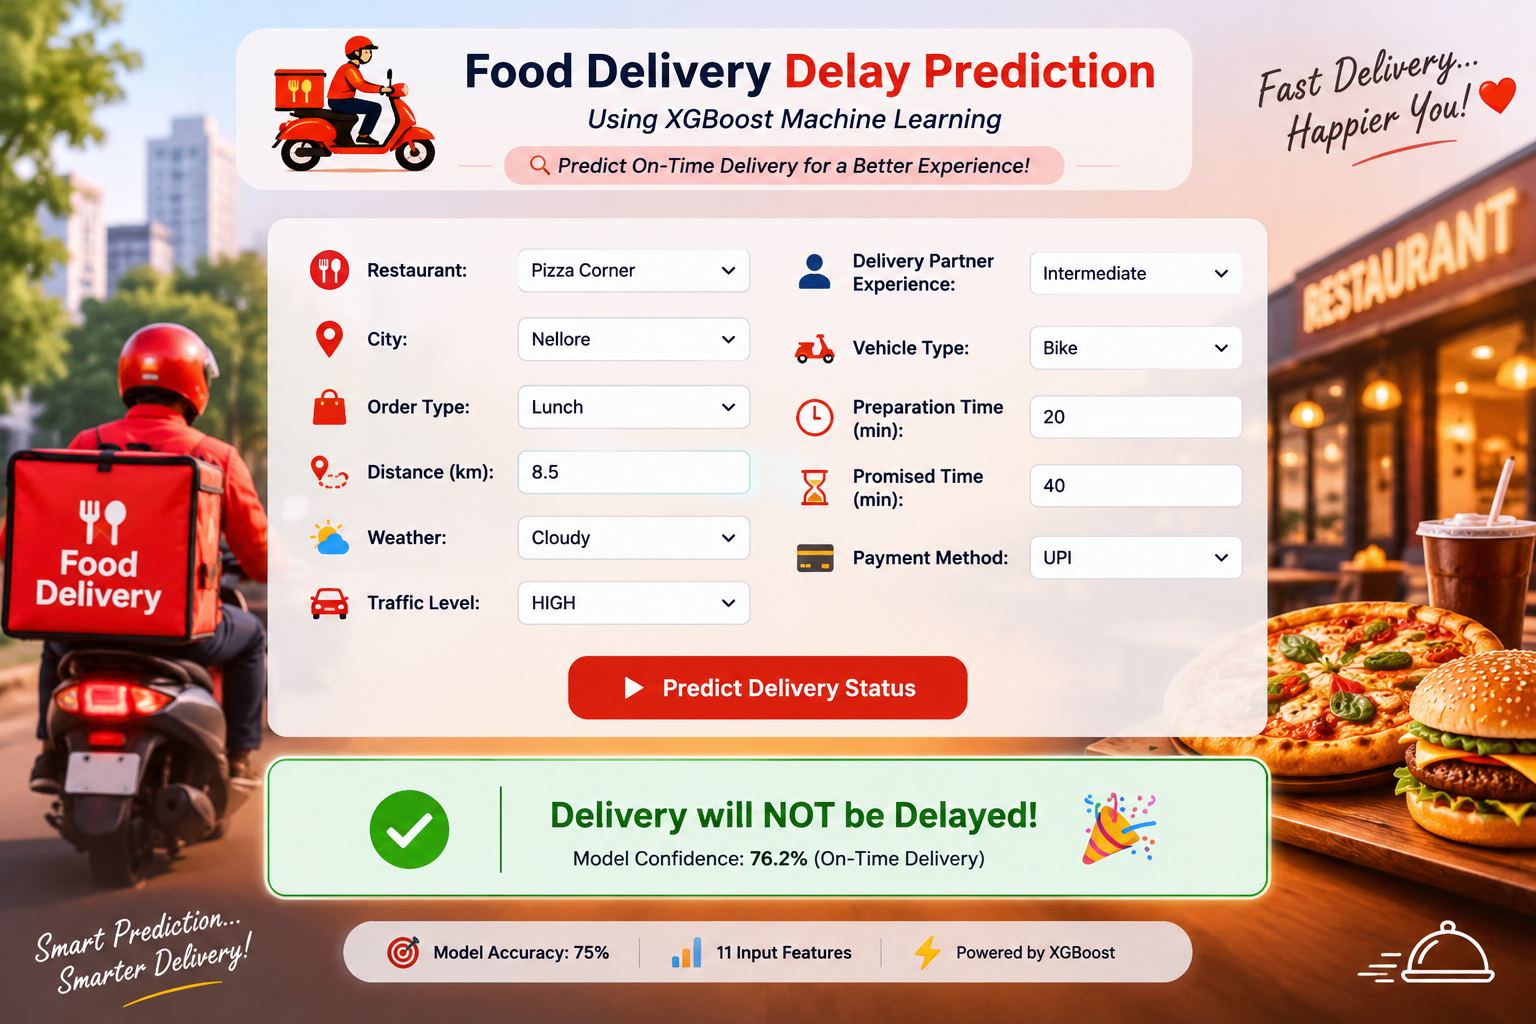 Food Delivery Delay Prediction
Using XGBoost Machine Learning
Predict On-Time Delivery for a Better Experience!
Fast Delivery...
Happier You!
RESTAURANT
Restaurant: Pizza Corner
City: Nellore
Order Type: Lunch
Distance (km): 8.5
Weather: Cloudy
Traffic Level: HIGH
Delivery Partner
Experience: Intermediate
Vehicle Type: Bike
Preparation Time
(min): 20
Promised Time
(min): 40
Payment Method: UPI
Predict Delivery Status
Food
Delivery
Delivery will NOT be Delayed!
Model Confidence: 76.2% (On-Time Delivery)
Smart Prediction...
Smarter Delivery!
Model Accuracy: 75%
11 Input Features
Powered by XGBoost